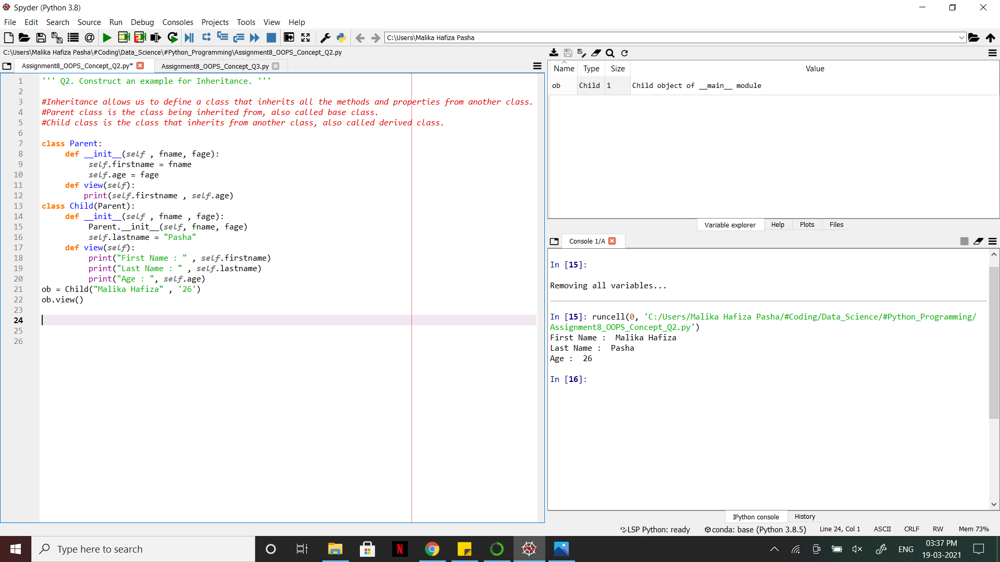 Spyder (Python 3.8)
File Edit Search Source Run Debug Consoles Projects Tools View Help
C:\Users\Malika Hafiza Pasha
C:\Users\Malika Hafiza Pasha\#Coding\Data_Science\#Python_Programming\Assignment8_OOPS_Concept_Q2.py
Assignment8_OOPS_Concept_Q2.py* Assignment8_OOPS_Concept_Q3.py
1 ''' Q2. Construct an example for Inheritance. '''
2
3 #Inheritance allows us to define a class that inherits all the methods and properties from another class.
4 #Parent class is the class being inherited from, also called base class.
5 #Child class is the class that inherits from another class, also called derived class.
6
7 class Parent:
8 def __init__(self , fname, fage):
9 self.firstname = fname
10 self.age = fage
11 def view(self):
12 print(self.firstname , self.age)
13 class Child(Parent):
14 def __init__(self , fname , fage):
15 Parent.__init__(self, fname, fage)
16 self.lastname = "Pasha"
17 def view(self):
18 print("First Name : " , self.firstname)
19 print("Last Name : " , self.lastname)
20 print("Age : ", self.age)
21 ob = Child("Malika Hafiza" , '26')
22 ob.view()
23
24
25
26
Name Type Size Value
ob Child 1 Child object of __main__ module
Variable explorer Help Plots Files
Console 1/A
In [15]:
Removing all variables...
In [15]: runcell(0, 'C:/Users/Malika Hafiza Pasha/#Coding/Data_Science/#Python_Programming/
Assignment8_OOPS_Concept_Q2.py')
First Name :  Malika Hafiza
Last Name :  Pasha
Age :  26
In [16]:
IPython console History
LSP Python: ready conda: base (Python 3.8.5) Line 24, Col 1 ASCII CRLF RW Mem 73%
Type here to search
N
ENG
03:37 PM
19-03-2021